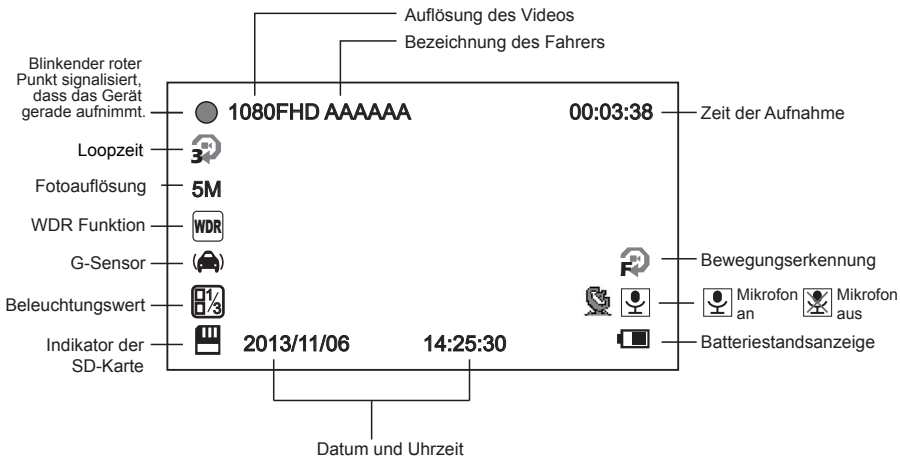 Auflösung des Videos
Bezeichnung des Fahrers
Blinkender roter
Punkt signalisiert,
dass das Gerät
gerade aufnimmt.
1080FHD AAAAAA
00:03:38
Zeit der Aufnahme
Loopzeit
3
Fotoauflösung
5M
WDR Funktion
WDR
G-Sensor
F
Bewegungserkennung
Beleuchtungswert
1/3
Mikrofon
an
Mikrofon
aus
Indikator der
SD-Karte
2013/11/06
14:25:30
Batteriestandsanzeige
Datum und Uhrzeit